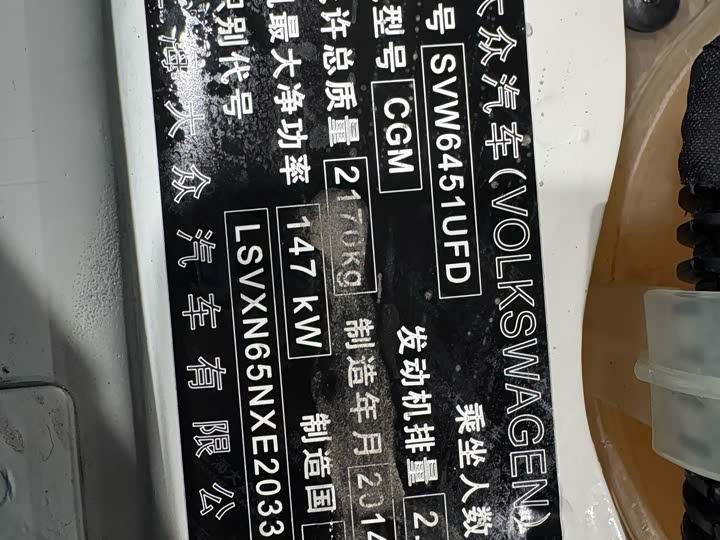 大众汽车(VOLKSWAGEN)
号 SVW6451UFD 乘坐人数
型号 CGM 发动机排量 2.
许总质量 2170kg 制造年月 2014
最大净功率 147 kW 制造国
识别代号 LSVXN65NXE2033
上海大众汽车有限公